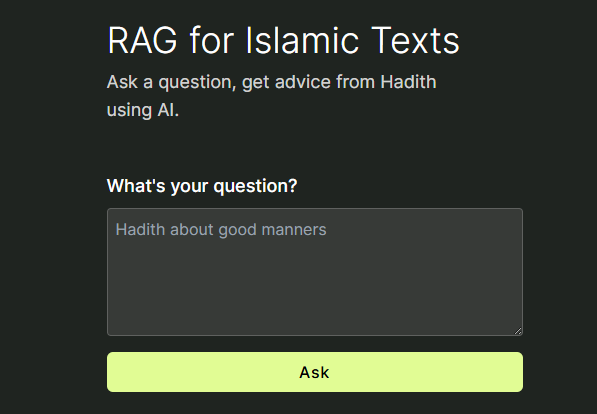 RAG for Islamic Texts
Ask a question, get advice from Hadith
using AI.
What's your question?
Hadith about good manners
Ask